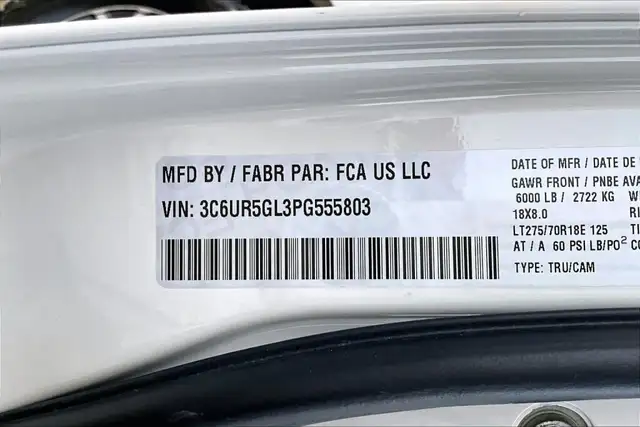 MFD BY / FABR PAR: FCA US LLC
VIN: 3C6UR5GL3PG555803
DATE OF MFR / DATE DE
GAWR FRONT / PNBE AVA
6000 LB / 2722 KG
18X8.0
LT275/70R18E 125
AT / A 60 PSI LB/PO²
TYPE: TRU/CAM